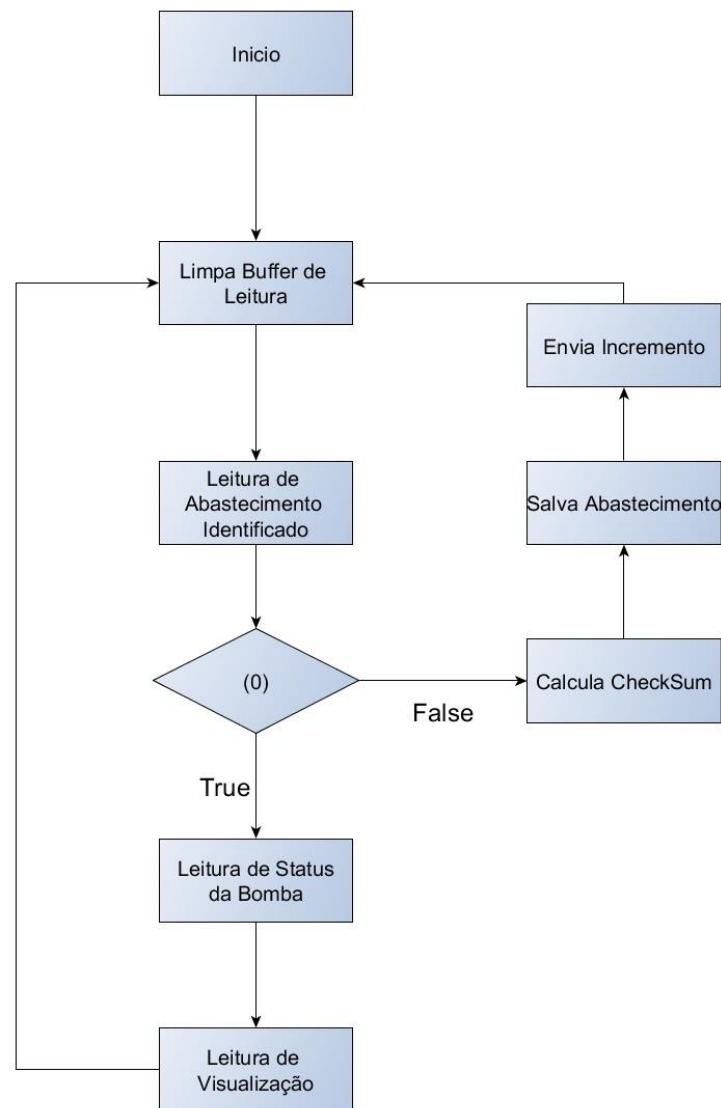 Inicio
Limpa Buffer de
Leitura
Envia Incremento
Leitura de
Abastecimento
Identificado
Salva Abastecimento
(0)
False
Calcula CheckSum
True
Leitura de Status
da Bomba
Leitura de
Visualização